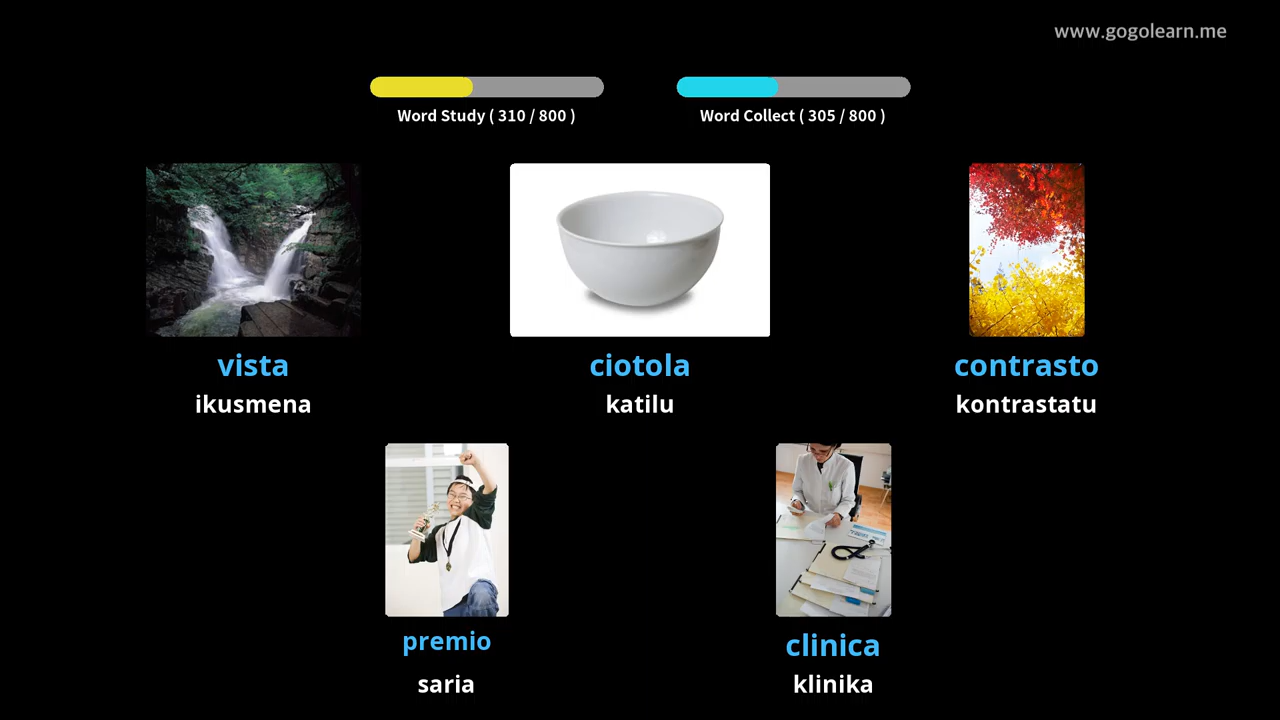 www.gogolearn.me
Word Study ( 310 / 800 )
Word Collect ( 305 / 800 )
vista
ikusmena
ciotola
katilu
contrasto
kontrastatu
premio
saria
clinica
klinika